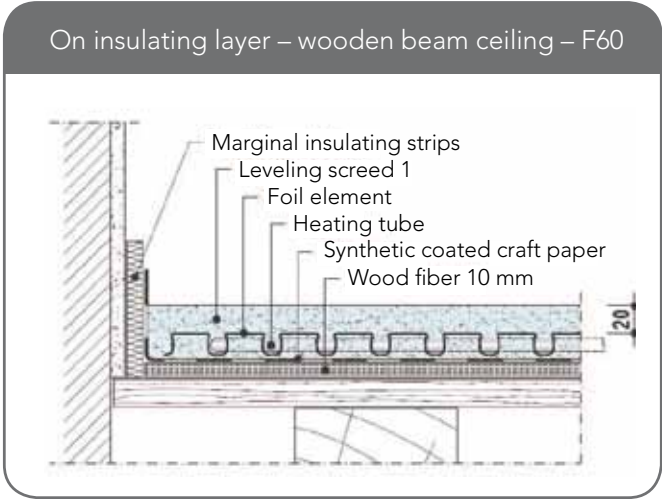 On insulating layer – wooden beam ceiling – F60
Marginal insulating strips
Leveling screed 1
Foil element
Heating tube
Synthetic coated craft paper
Wood fiber 10 mm
20